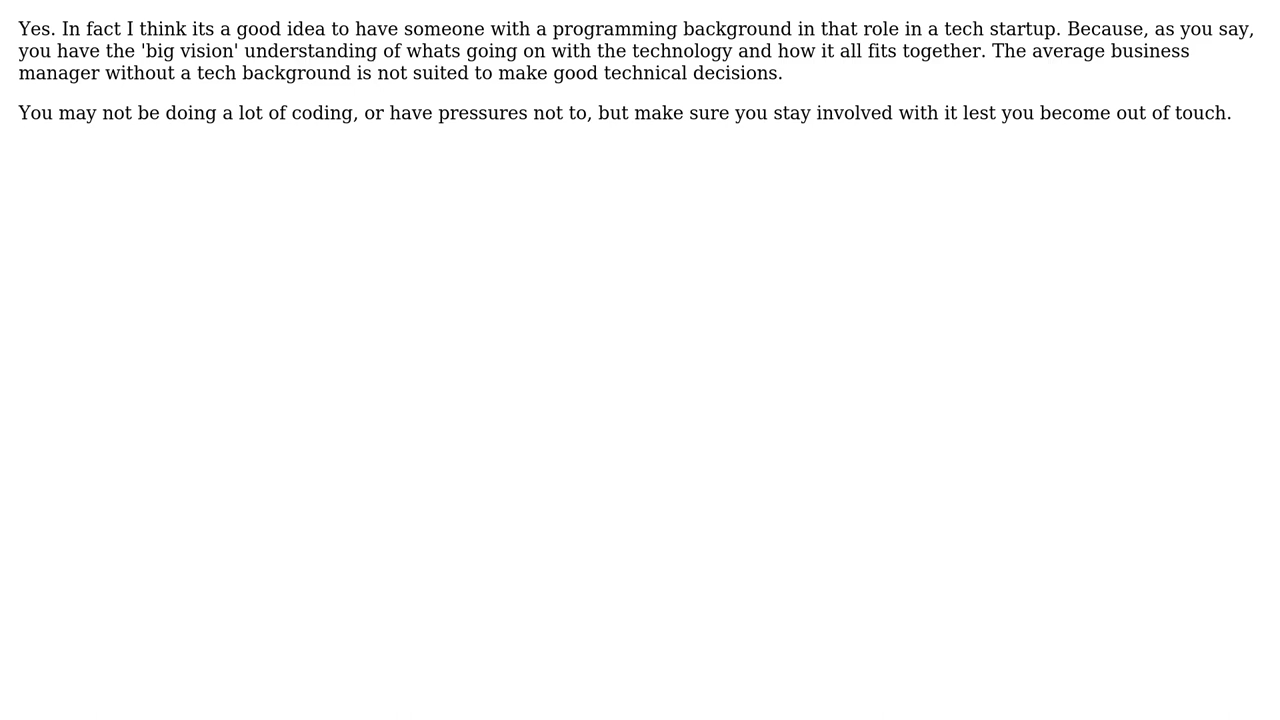 Yes. In fact I think its a good idea to have someone with a programming background in that role in a tech startup. Because, as you say,
you have the 'big vision' understanding of whats going on with the technology and how it all fits together. The average business
manager without a tech background is not suited to make good technical decisions.
You may not be doing a lot of coding, or have pressures not to, but make sure you stay involved with it lest you become out of touch.